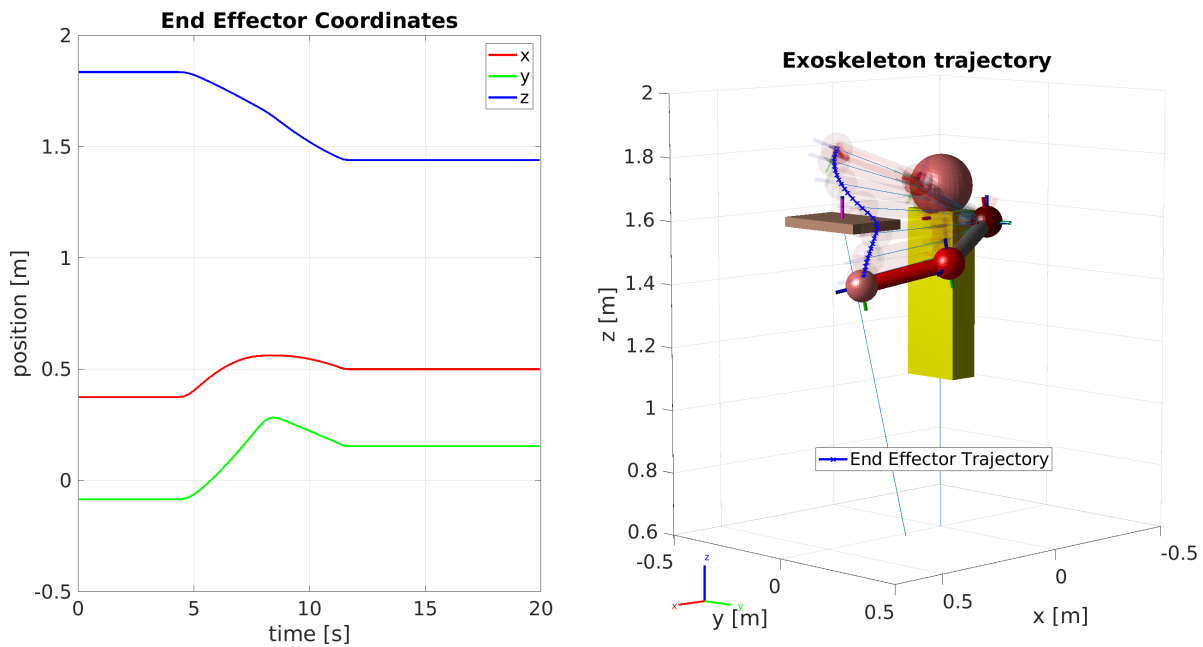 End Effector Coordinates
2
1.5
1
0.5
0
-0.5
position [m]
0
5
10
15
20
time [s]
x
y
z
Exoskeleton trajectory
2
1.8
1.6
1.4
1.2
1
0.8
0.6
z [m]
End Effector Trajectory
-0.5
0
0.5
y [m]
0.5
0
-0.5
x [m]
z
x
y